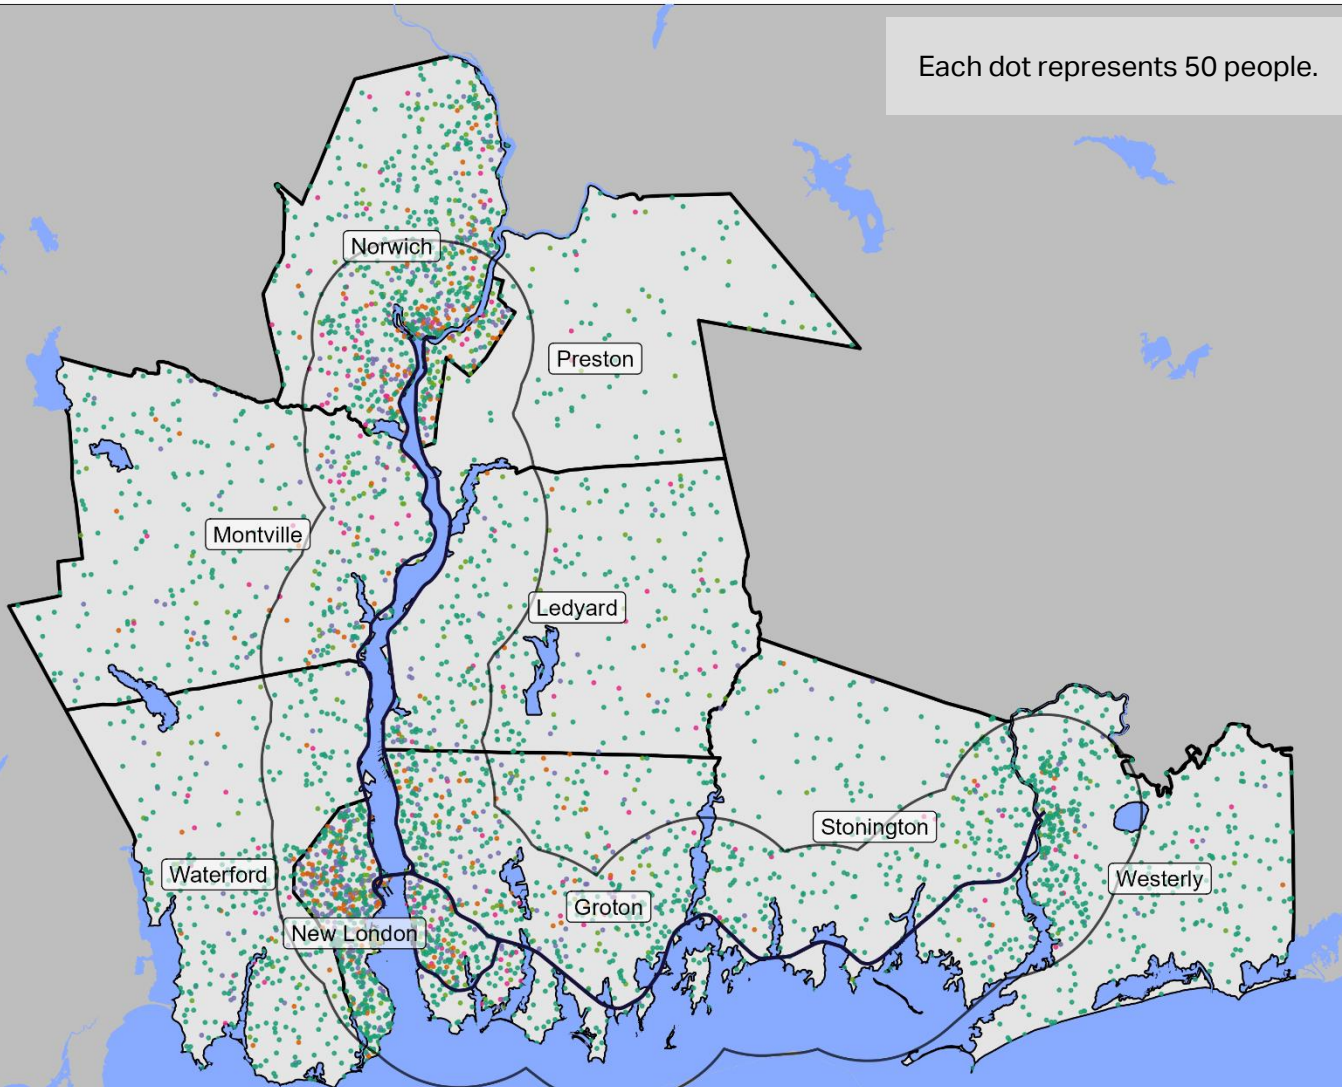 Each dot represents 50 people.
Norwich
Preston
Montville
Ledyard
Stonington
Waterford
Westerly
Groton
New London